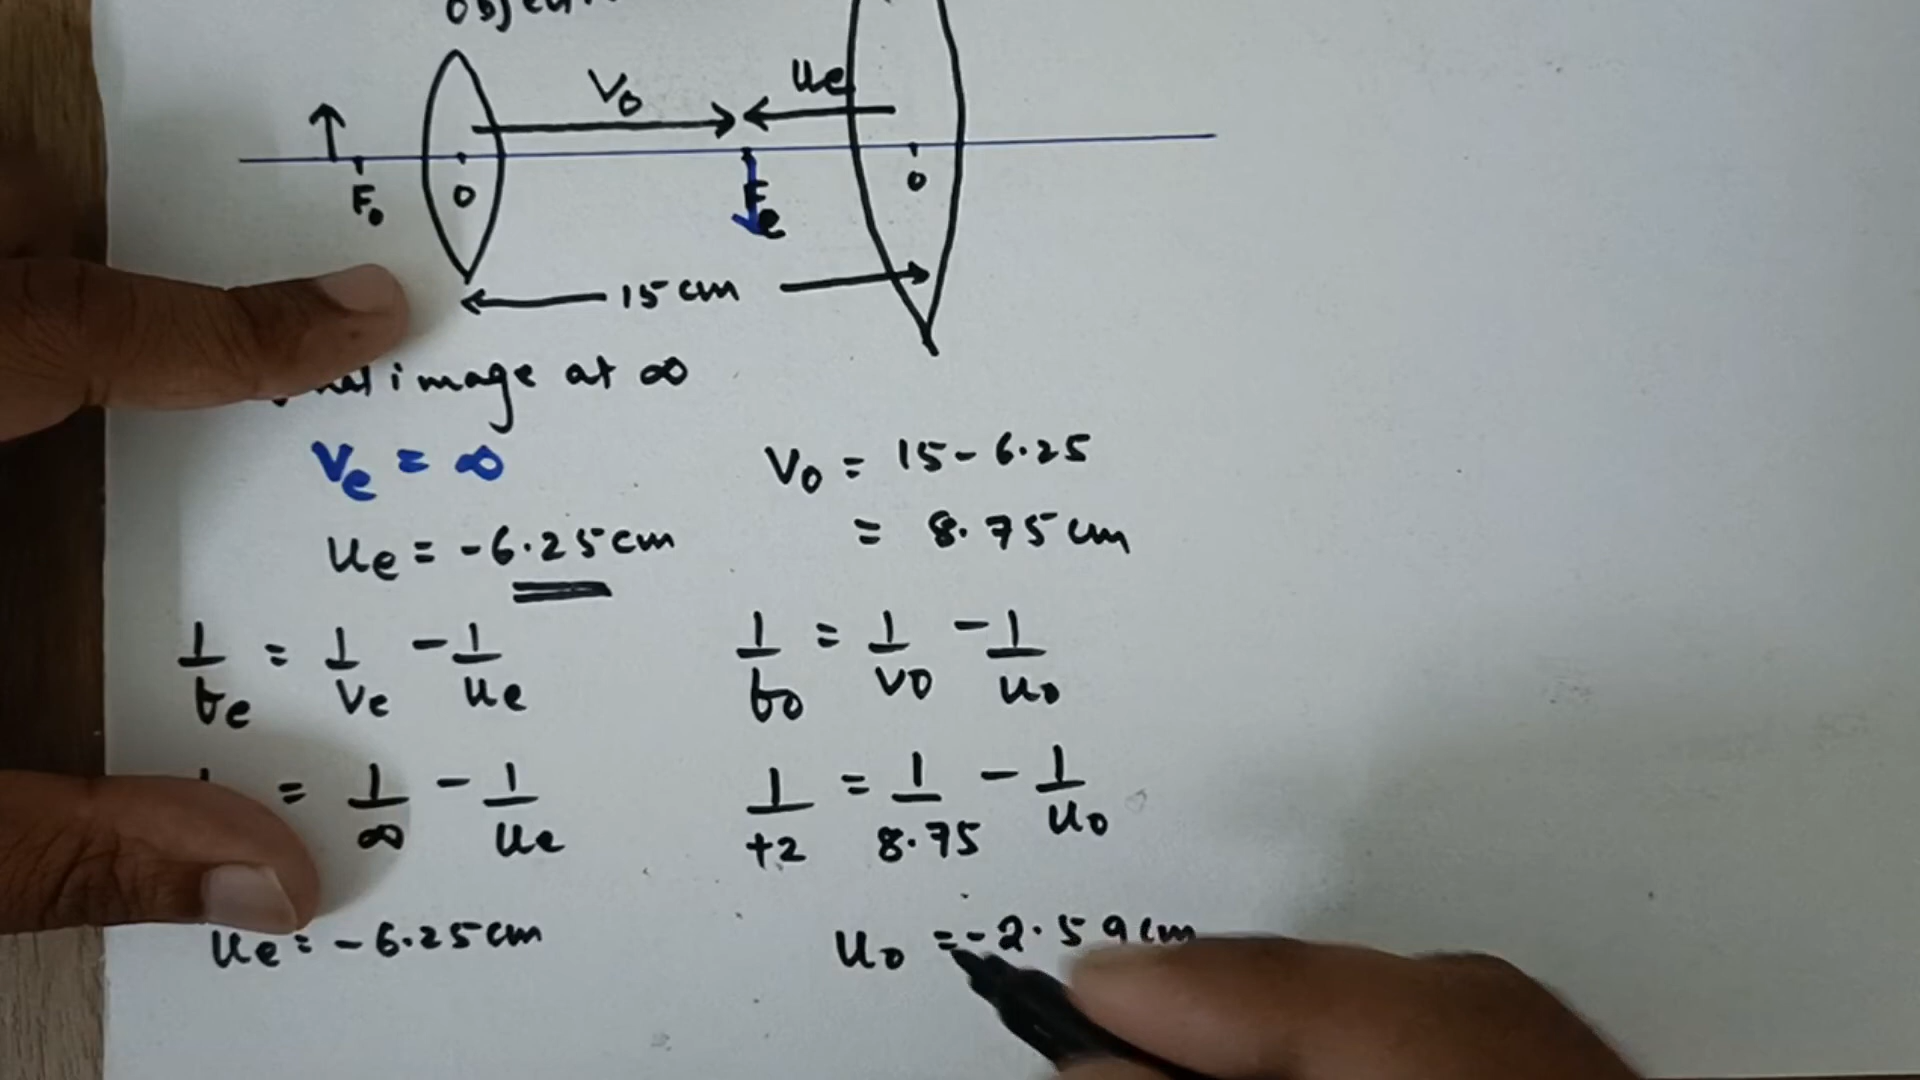 V₀ ue
F₀ O Fe O
15 cm
image at ∞
Ve = ∞
ue = -6.25 cm
V₀ = 15 - 6.25
= 8.75 cm
1/fe = 1/ve - 1/ue
= 1/∞ - 1/ue
ue = -6.25 cm
1/f₀ = 1/v₀ - 1/u₀
1/+2 = 1/8.75 - 1/u₀
u₀ = -2.59 cm